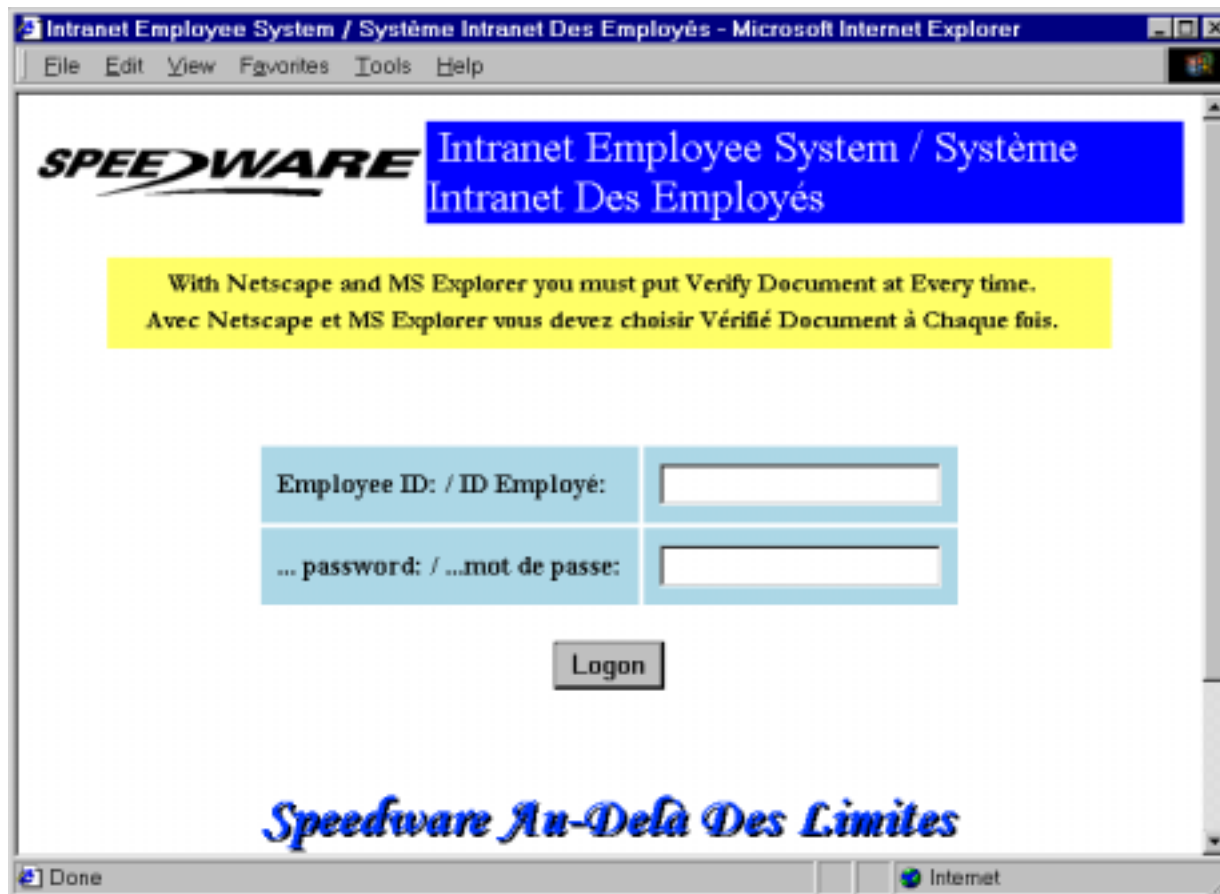 Intranet Employee System / Système Intranet Des Employés - Microsoft Internet Explorer
File Edit View Favorites Tools Help
SPEEDWARE
Intranet Employee System / Système
Intranet Des Employés
With Netscape and MS Explorer you must put Verify Document at Every time.
Avec Netscape et MS Explorer vous devez choisir Vérifié Document à Chaque fois.
Employee ID: / ID Employé:
... password: / ...mot de passe:
Logon
Speedware Au-Delà Des Limites
Done Internet